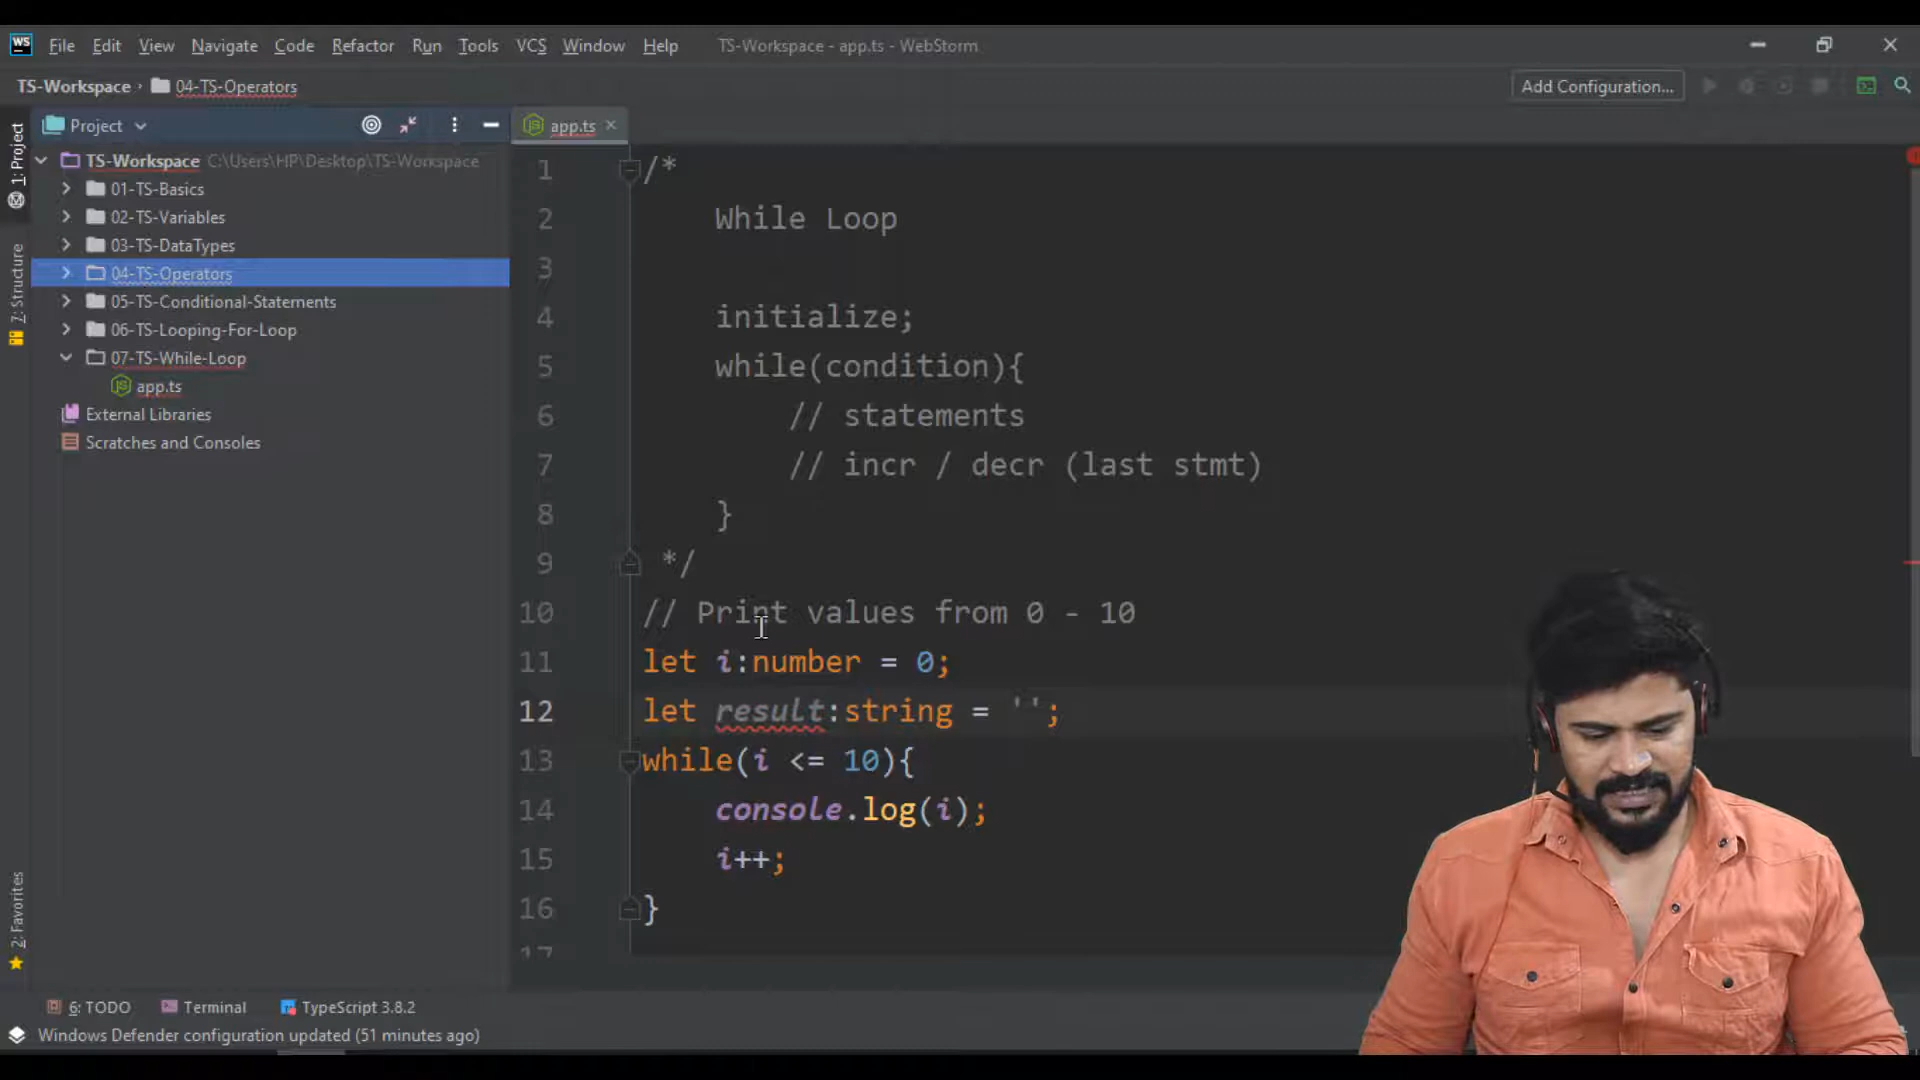 WS File Edit View Navigate Code Refactor Run Tools VCS Window Help TS-Workspace - app.ts - WebStorm
TS-Workspace › 04-TS-Operators
Add Configuration...
Project
app.ts
1: Project
7: Structure
2: Favorites
TS-Workspace C:\Users\HP\Desktop\TS-Workspace
01-TS-Basics
02-TS-Variables
03-TS-DataTypes
04-TS-Operators
05-TS-Conditional-Statements
06-TS-Looping-For-Loop
07-TS-While-Loop
app.ts
External Libraries
Scratches and Consoles
1 /*
2 While Loop
3
4 initialize;
5 while(condition){
6 // statements
7 // incr / decr (last stmt)
8 }
9 */
10 // Print values from 0 - 10
11 let i:number = 0;
12 let result:string = '';
13 while(i <= 10){
14 console.log(i);
15 i++;
16 }
17
6: TODO Terminal TypeScript 3.8.2
Windows Defender configuration updated (51 minutes ago)